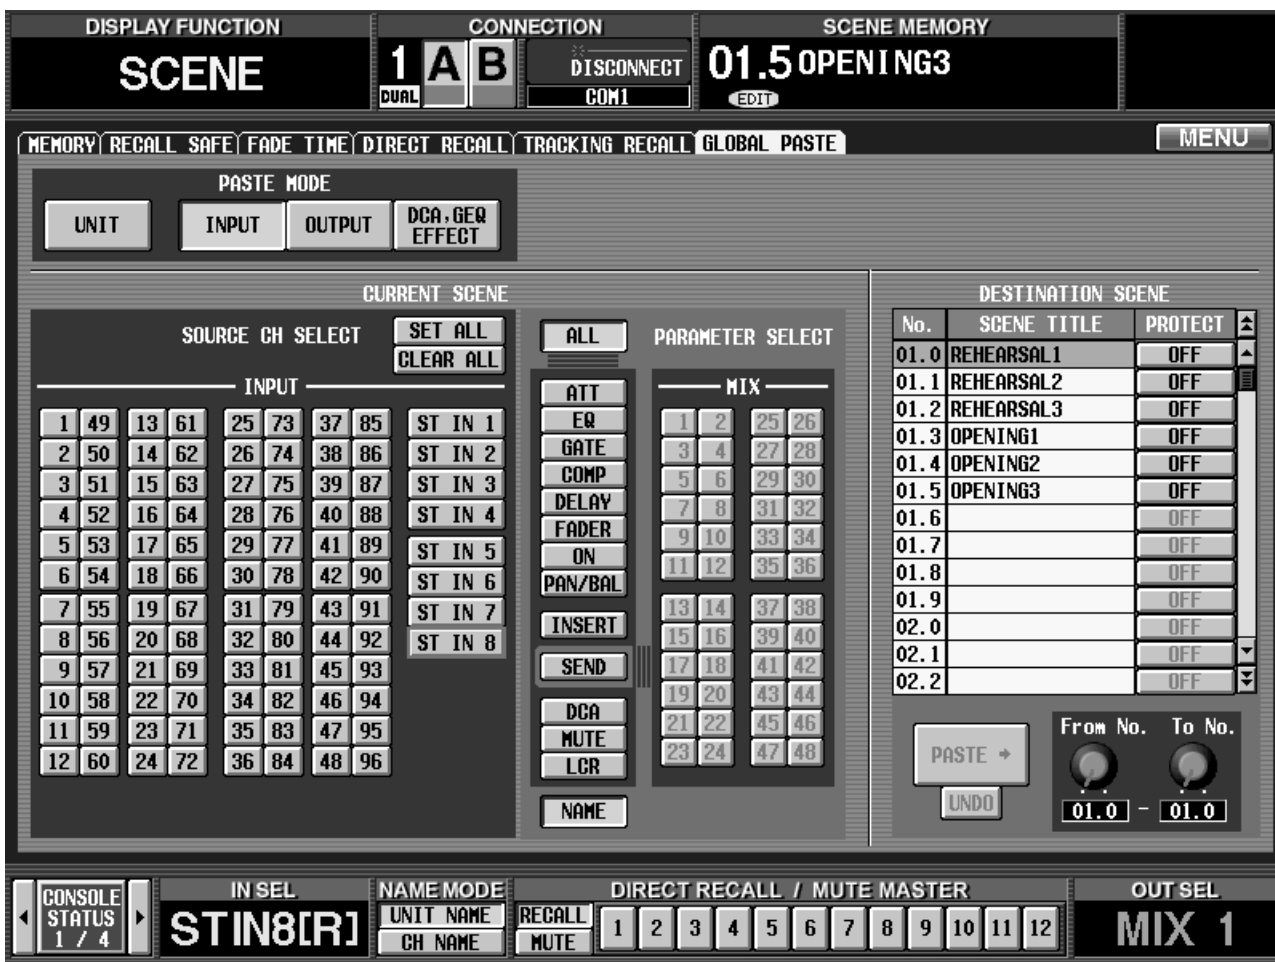 DISPLAY FUNCTION
SCENE
CONNECTION
1 A B
DUAL
DISCONNECT
COM1
SCENE MEMORY
01.5 OPENING3
EDIT
MEMORY RECALL SAFE FADE TIME DIRECT RECALL TRACKING RECALL GLOBAL PASTE
MENU
PASTE MODE
UNIT INPUT OUTPUT DCA,GEQ
EFFECT
CURRENT SCENE
SOURCE CH SELECT
SET ALL
CLEAR ALL
INPUT
1 49 13 61 25 73 37 85 ST IN 1
2 50 14 62 26 74 38 86 ST IN 2
3 51 15 63 27 75 39 87 ST IN 3
4 52 16 64 28 76 40 88 ST IN 4
5 53 17 65 29 77 41 89 ST IN 5
6 54 18 66 30 78 42 90 ST IN 6
7 55 19 67 31 79 43 91 ST IN 7
8 56 20 68 32 80 44 92 ST IN 8
9 57 21 69 33 81 45 93
10 58 22 70 34 82 46 94
11 59 23 71 35 83 47 95
12 60 24 72 36 84 48 96
ALL
PARAMETER SELECT
ATT
EQ
GATE
COMP
DELAY
FADER
ON
PAN/BAL
INSERT
SEND
DCA
MUTE
LCR
NAME
MIX
1 2 25 26
3 4 27 28
5 6 29 30
7 8 31 32
9 10 33 34
11 12 35 36
13 14 37 38
15 16 39 40
17 18 41 42
19 20 43 44
21 22 45 46
23 24 47 48
DESTINATION SCENE
No. SCENE TITLE PROTECT
01.0 REHEARSAL1 OFF
01.1 REHEARSAL2 OFF
01.2 REHEARSAL3 OFF
01.3 OPENING1 OFF
01.4 OPENING2 OFF
01.5 OPENING3 OFF
01.6 OFF
01.7 OFF
01.8 OFF
01.9 OFF
02.0 OFF
02.1 OFF
02.2 OFF
PASTE →
UNDO
From No. To No.
01.0 - 01.0
CONSOLE
STATUS
1 / 4
IN SEL
STIN8[R]
NAME MODE
UNIT NAME
CH NAME
DIRECT RECALL / MUTE MASTER
RECALL
MUTE
1 2 3 4 5 6 7 8 9 10 11 12
OUT SEL
MIX 1